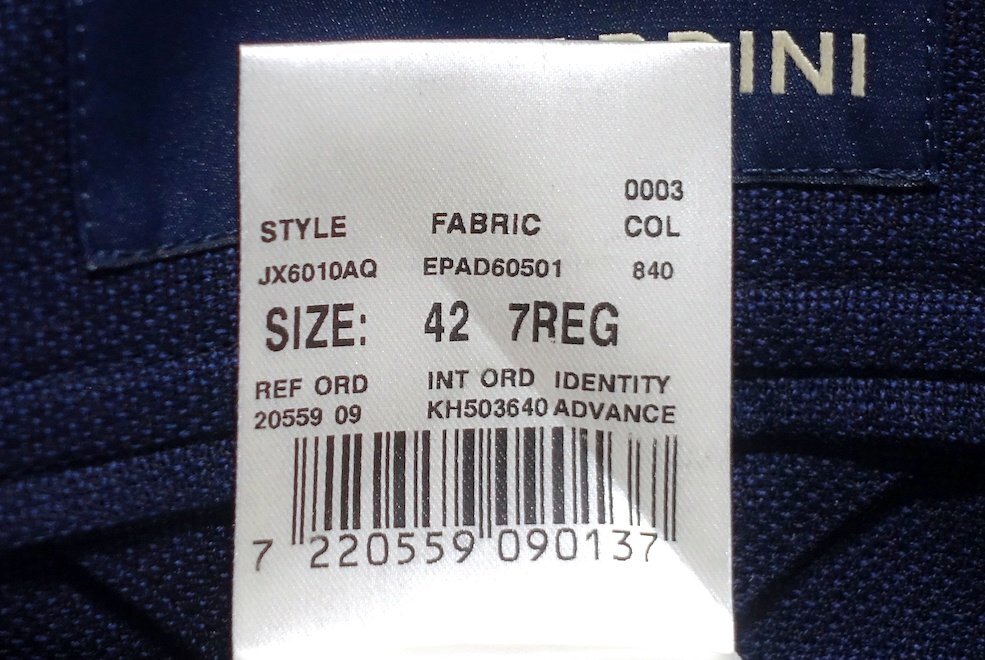 0003
STYLE FABRIC COL
JX6010AQ EPAD60501 840
SIZE: 42 7REG
REF ORD INT ORD IDENTITY
20559 09 KH503640 ADVANCE
7 220559 090137